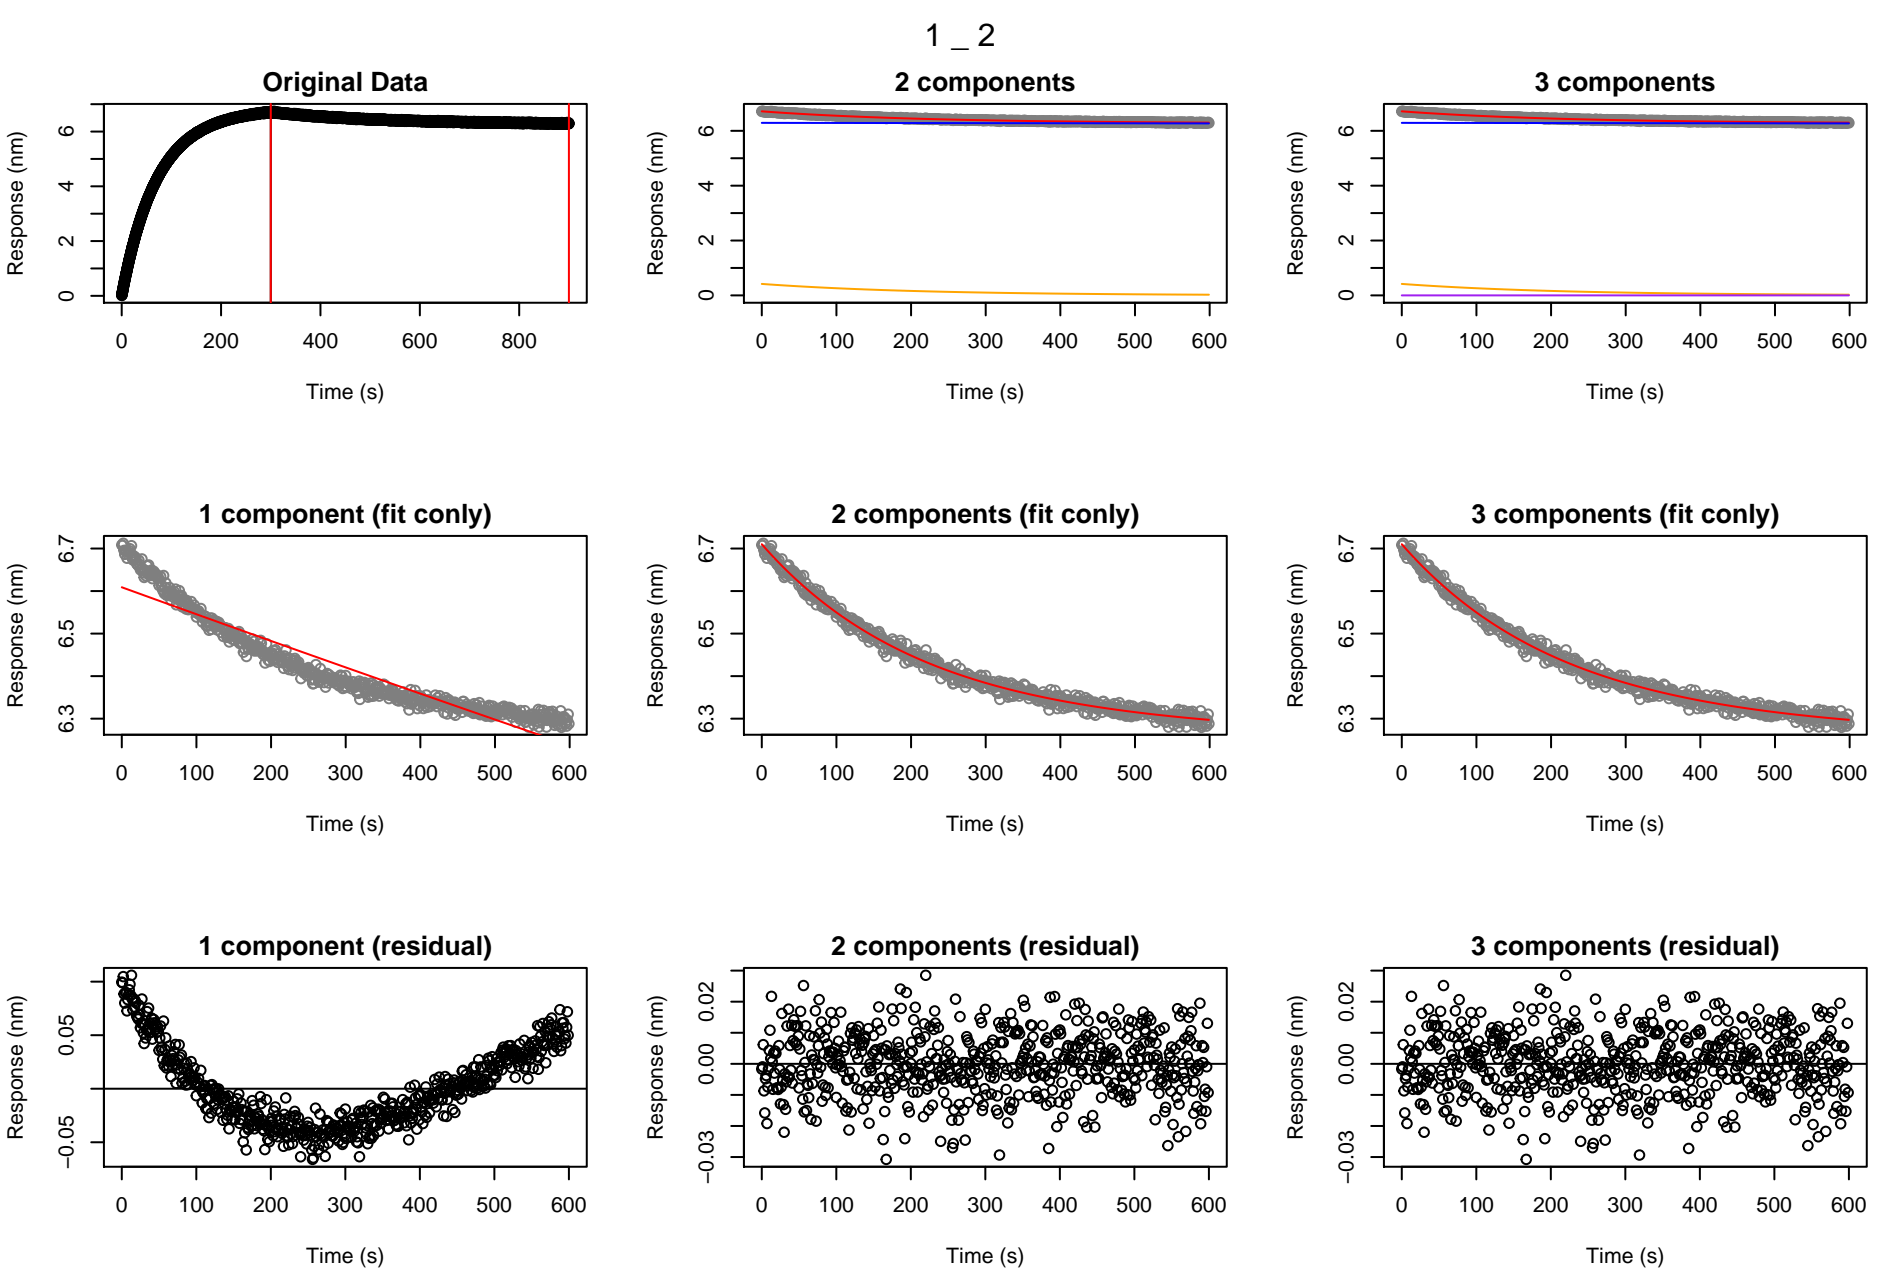 1 _ 2
Original Data
Response (nm)
0 2 4 6
0 200 400 600 800
Time (s)
2 components
Response (nm)
0 2 4 6
0 100 200 300 400 500 600
Time (s)
3 components
Response (nm)
0 2 4 6
0 100 200 300 400 500 600
Time (s)
1 component (fit conly)
Response (nm)
6.3 6.5 6.7
0 100 200 300 400 500 600
Time (s)
2 components (fit conly)
Response (nm)
6.3 6.5 6.7
0 100 200 300 400 500 600
Time (s)
3 components (fit conly)
Response (nm)
6.3 6.5 6.7
0 100 200 300 400 500 600
Time (s)
1 component (residual)
Response (nm)
−0.05 0.05
0 100 200 300 400 500 600
Time (s)
2 components (residual)
Response (nm)
−0.03 0.00 0.02
0 100 200 300 400 500 600
Time (s)
3 components (residual)
Response (nm)
−0.03 0.00 0.02
0 100 200 300 400 500 600
Time (s)